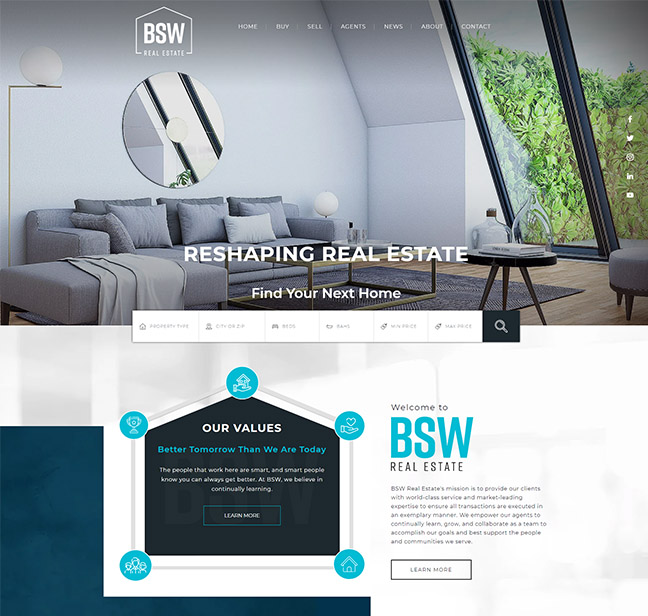 BSW
REAL ESTATE
HOME BUY SELL AGENTS NEWS ABOUT CONTACT
RESHAPING REAL ESTATE
Find Your Next Home
PROPERTY TYPE CITY OR ZIP BEDS BAHS MIN PRICE MAX PRICE
OUR VALUES
Better Tomorrow Than We Are Today
The people that work here are smart, and smart people
know you can always get better. At BSW, we believe in
continually learning.
LEARN MORE
Welcome to
BSW
REAL ESTATE
BSW Real Estate's mission is to provide our clients
with world-class service and market-leading
expertise to ensure all transactions are executed in
an exemplary manner. We empower our agents to
continually learn, grow, and collaborate as a team to
accomplish our goals and best support the people
and communities we serve.
LEARN MORE